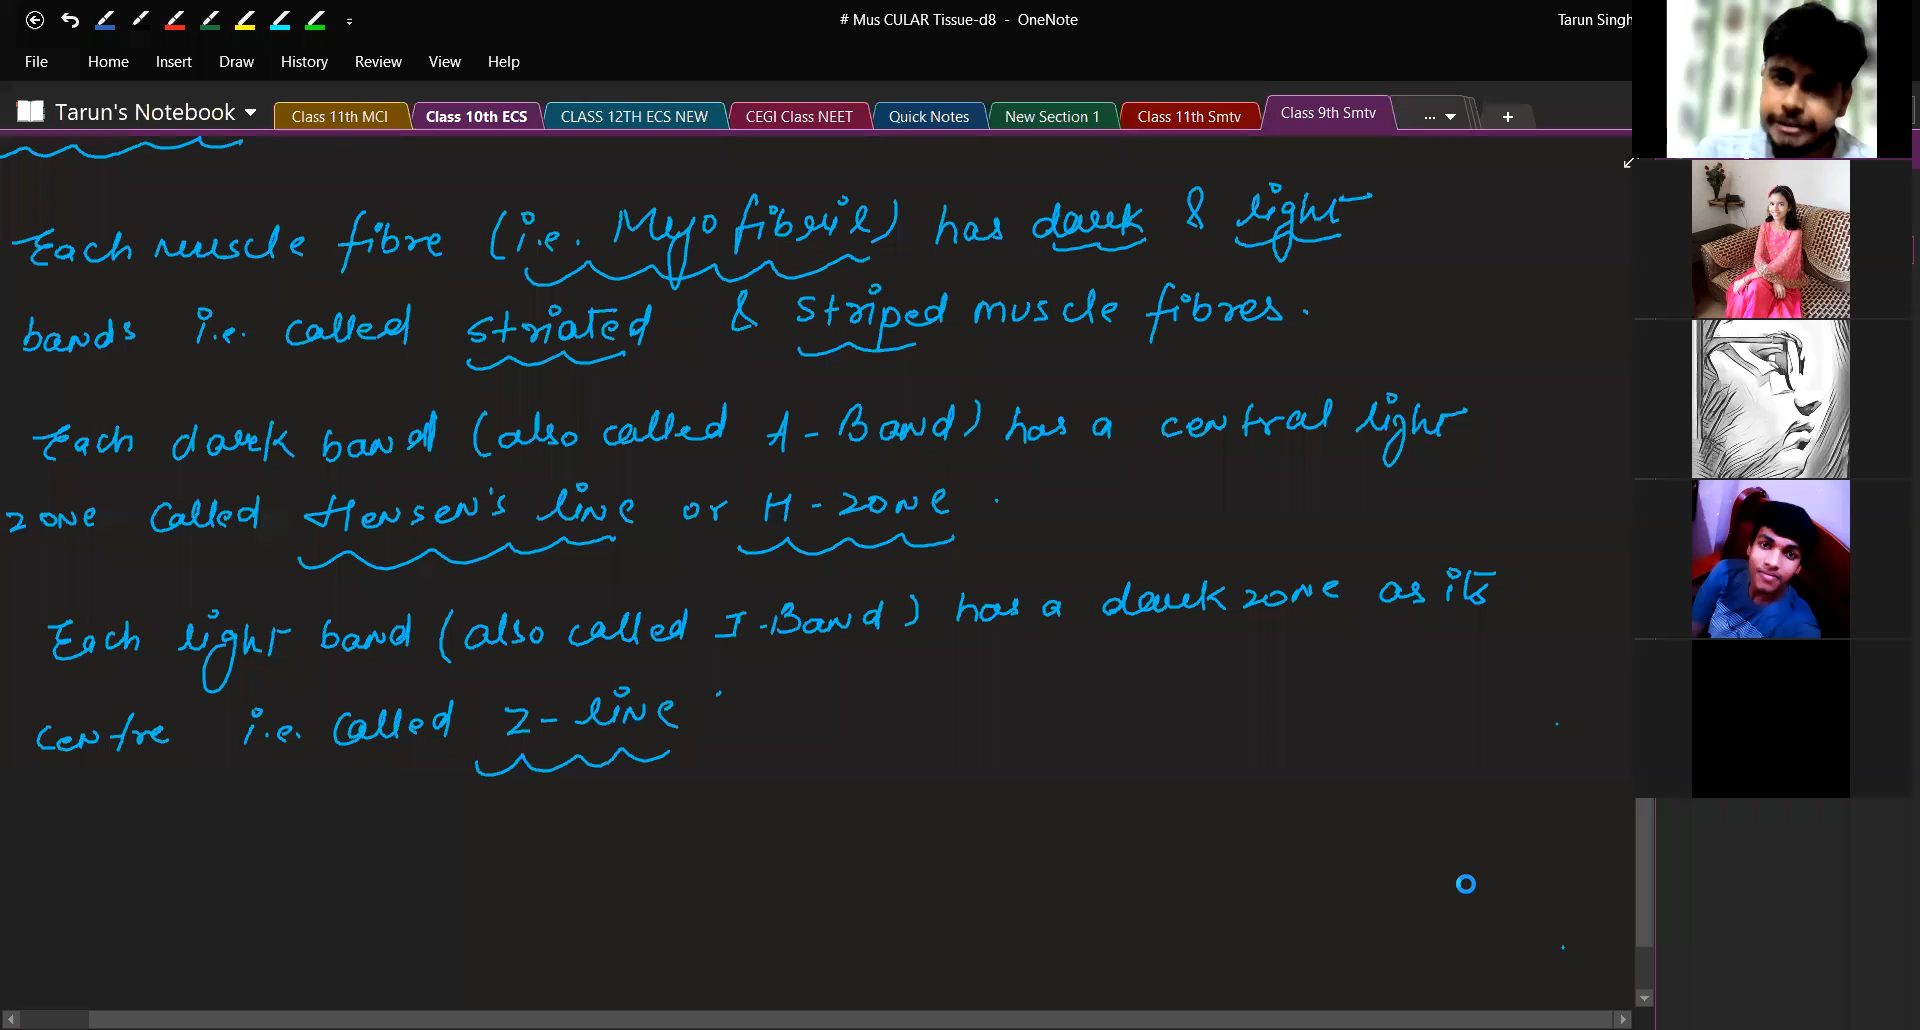 # Mus CULAR Tissue-d8 - OneNote
Tarun Singh
File Home Insert Draw History Review View Help
Tarun's Notebook
Class 11th MCI Class 10th ECS CLASS 12TH ECS NEW CEGI Class NEET Quick Notes New Section 1 Class 11th Smtv Class 9th Smtv ... +
Each muscle fibre (i.e. Myofibril) has dark & light
bands i.e. called striated & striped muscle fibres.
Each dark band (also called A-Band) has a central light
zone called Hensen's line or H-zone.
Each light band (also called I-Band) has a dark zone as its
centre i.e. called Z-line.